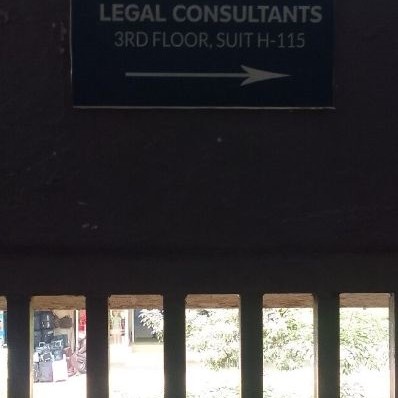 LEGAL CONSULTANTS
3RD FLOOR, SUIT H-115